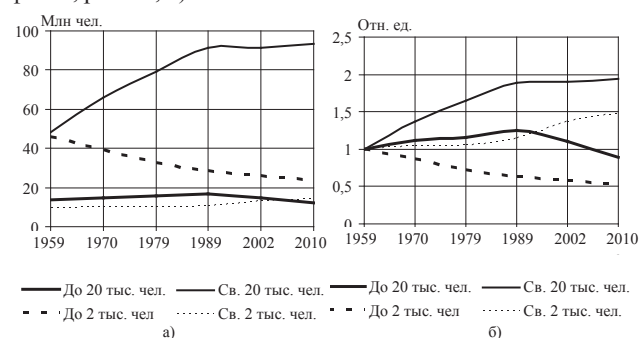 Млн чел.
100
80
60
40
20
0
1959 1970 1979 1989 2002 2010
До 20 тыс. чел. Св. 20 тыс. чел.
До 2 тыс. чел Св. 2 тыс. чел.
а)
Отн. ед.
2,5
2
1,5
1
0,5
0
1959 1970 1979 1989 2002 2010
До 20 тыс. чел. Св. 20 тыс. чел.
До 2 тыс. чел Св. 2 тыс. чел.
б)